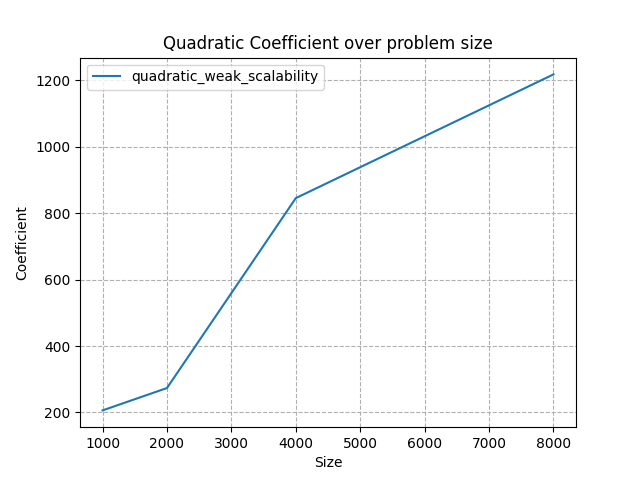 Quadratic Coefficient over problem size
quadratic_weak_scalability
1200
1000
800
600
400
200
Coefficient
1000 2000 3000 4000 5000 6000 7000 8000
Size